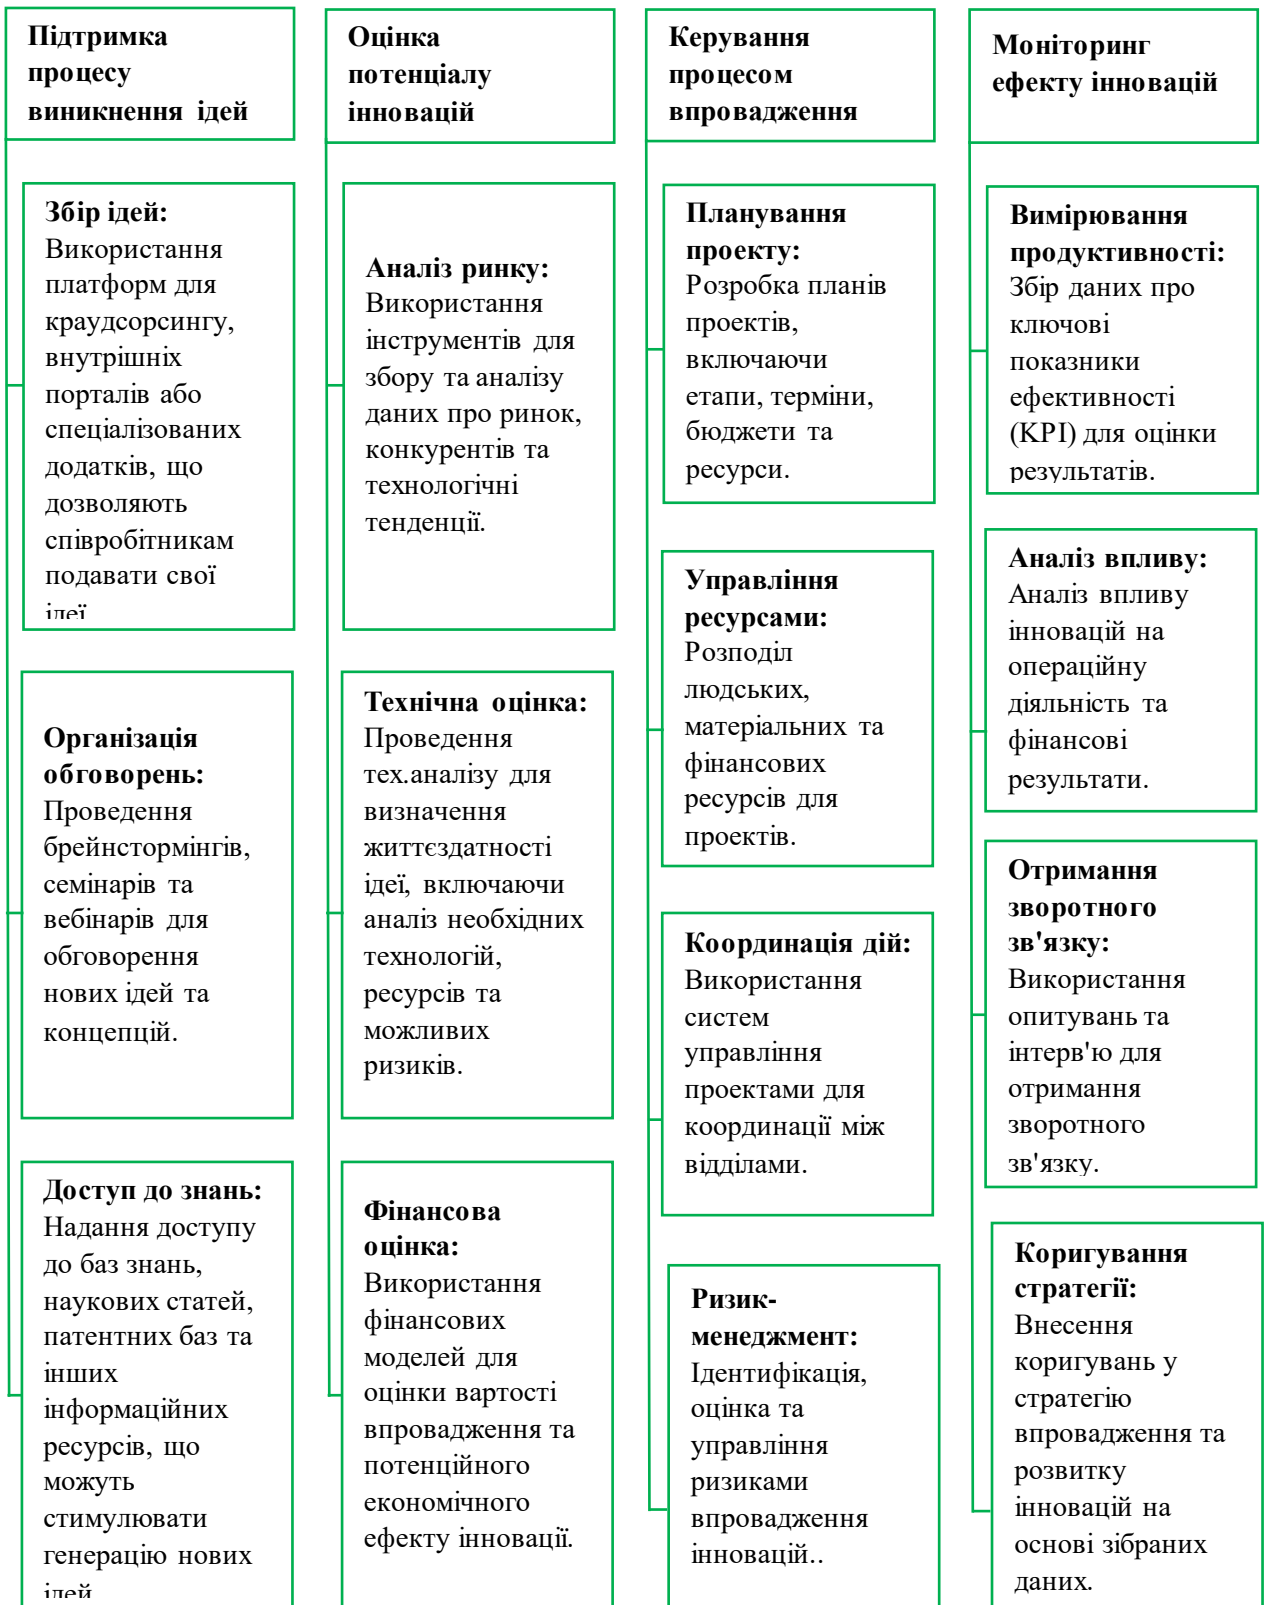 Підтримка
процесу
виникнення ідей
Збір ідей:
Використання
платформ для
краудсорсингу,
внутрішніх
порталів або
спеціалізованих
додатків, що
дозволяють
співробітникам
подавати свої
ідеї
Організація
обговорень:
Проведення
брейнстормінгів,
семінарів та
вебінарів для
обговорення
нових ідей та
концепцій.
Доступ до знань:
Надання доступу
до баз знань,
наукових статей,
патентних баз та
інших
інформаційних
ресурсів, що
можуть
стимулювати
генерацію нових
ідей
Оцінка
потенціалу
інновацій
Аналіз ринку:
Використання
інструментів для
збору та аналізу
даних про ринок,
конкурентів та
технологічні
тенденції.
Технічна оцінка:
Проведення
тех.аналізу для
визначення
життєздатності
ідеї, включаючи
аналіз необхідних
технологій,
ресурсів та
можливих
ризиків.
Фінансова
оцінка:
Використання
фінансових
моделей для
оцінки вартості
впровадження та
потенційного
економічного
ефекту інновації.
Керування
процесом
впровадження
Планування
проекту:
Розробка планів
проектів,
включаючи
етапи, терміни,
бюджети та
ресурси.
Управління
ресурсами:
Розподіл
людських,
матеріальних та
фінансових
ресурсів для
проектів.
Координація дій:
Використання
систем
управління
проектами для
координації між
відділами.
Ризик-
менеджмент:
Ідентифікація,
оцінка та
управління
ризиками
впровадження
інновацій..
Моніторинг
ефекту інновацій
Вимірювання
продуктивності:
Збір даних про
ключові
показники
ефективності
(KPI) для оцінки
результатів.
Аналіз впливу:
Аналіз впливу
інновацій на
операційну
діяльність та
фінансові
результати.
Отримання
зворотного
зв'язку:
Використання
опитувань та
інтерв'ю для
отримання
зворотного
зв'язку.
Коригування
стратегії:
Внесення
коригувань у
стратегію
впровадження та
розвитку
інновацій на
основі зібраних
даних.